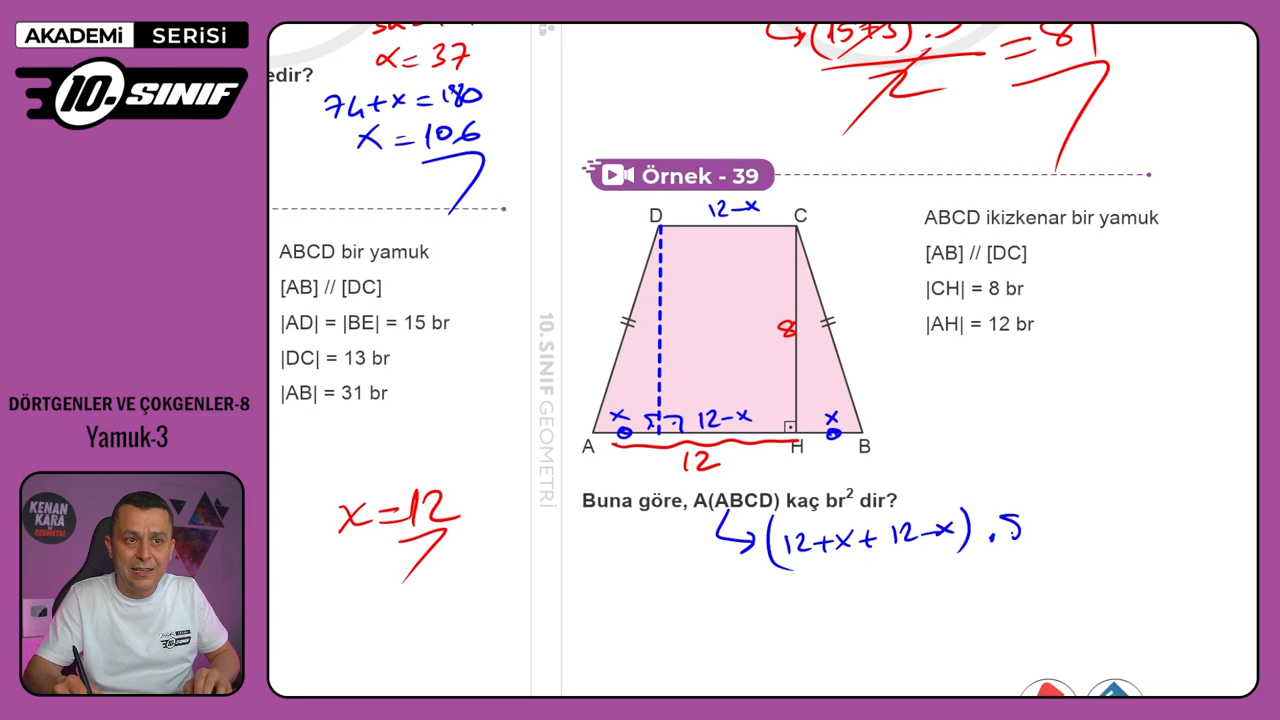 AKADEMİ SERİSİ
10. SINIF
DÖRTGENLER VE ÇOKGENLER-8
Yamuk-3
KENAN
KARA
GEOMETRİ
edir?
α = 37
74 + x = 180
x = 106
ABCD bir yamuk
[AB] // [DC]
|AD| = |BE| = 15 br
|DC| = 13 br
|AB| = 31 br
x = 12
10. SINIF GEOMETRİ
= 81
Örnek - 39
12-x
D C
8
x 12-x x
A H B
12
ABCD ikizkenar bir yamuk
[AB] // [DC]
|CH| = 8 br
|AH| = 12 br
Buna göre, A(ABCD) kaç br² dir?
(12+x+12-x) .